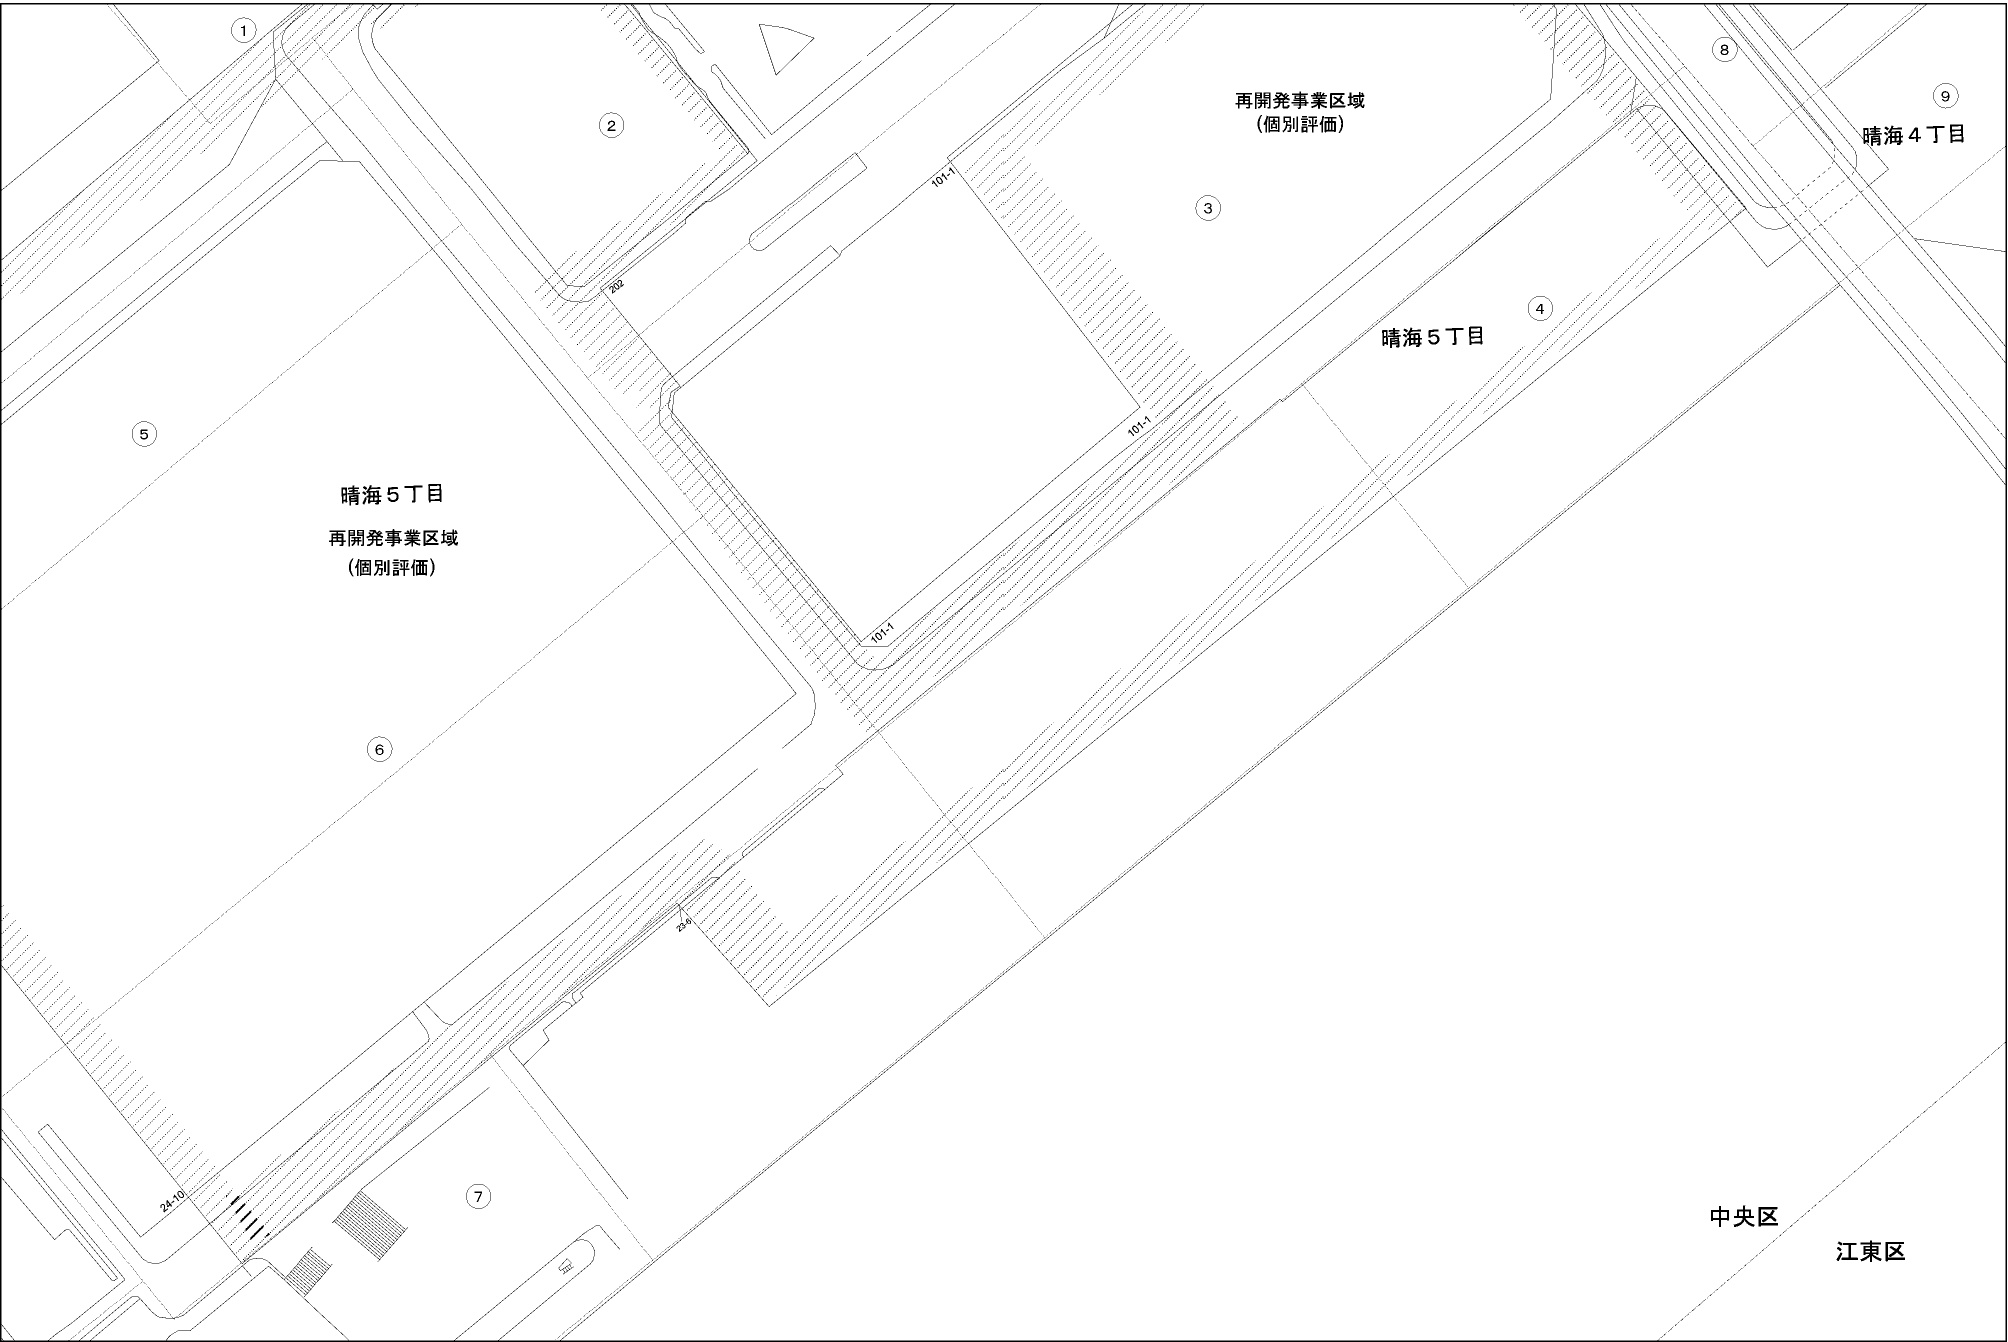 ①
⑧
⑨
再開発事業区域
(個別評価)
②
晴海４丁目
101-1
③
202
④
晴海５丁目
⑤
101-1
晴海５丁目
再開発事業区域
(個別評価)
101-1
⑥
23-6
24-10
⑦
中央区
江東区